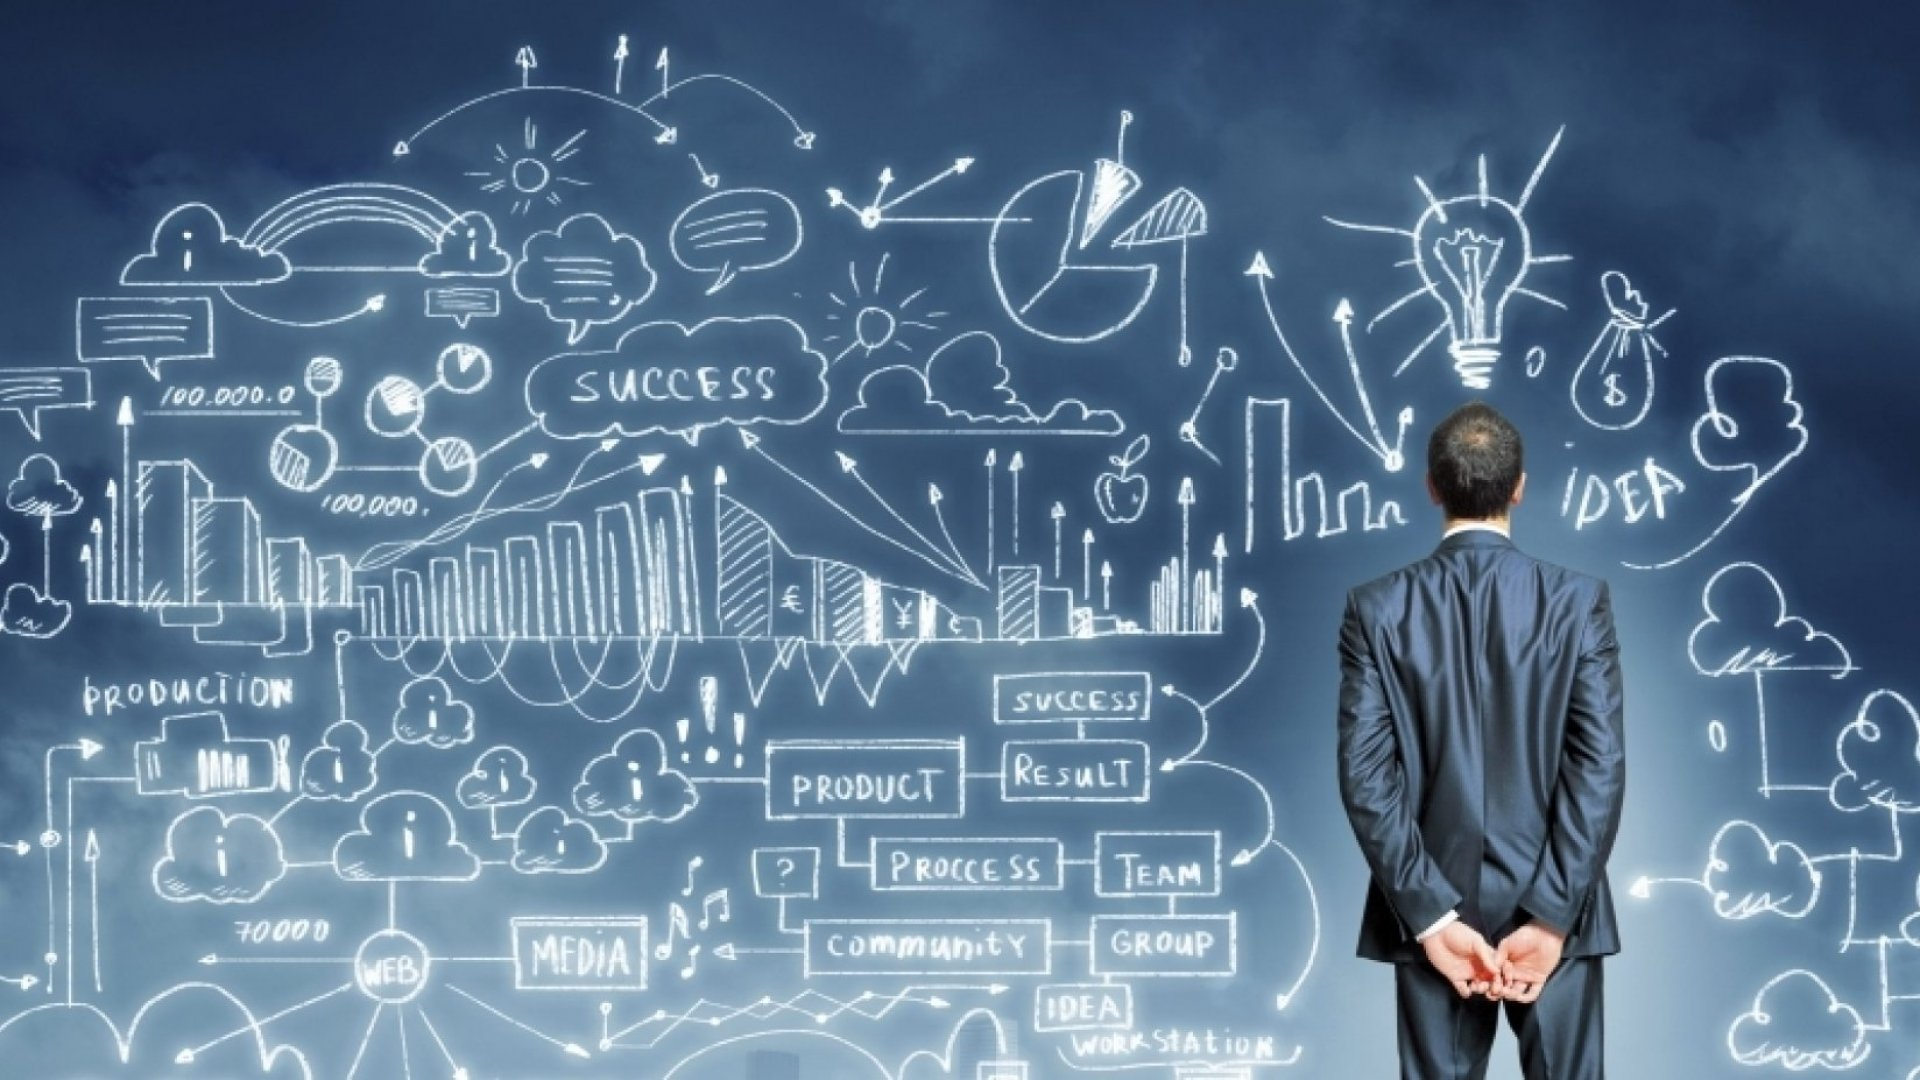 SUCCESS
100.000.0
100,000.
$
iDEA
€
¥
¢
PRODUCTiON
i
i
i
i
i
i
i
i
i
i
!!!
SUCCESS
PRODUCT
RESULT
PROCCESS
TEAM
?
70000
WEB
MEDiA
COMMUNiTY
GROUP
IDEA
WORKSTATiON